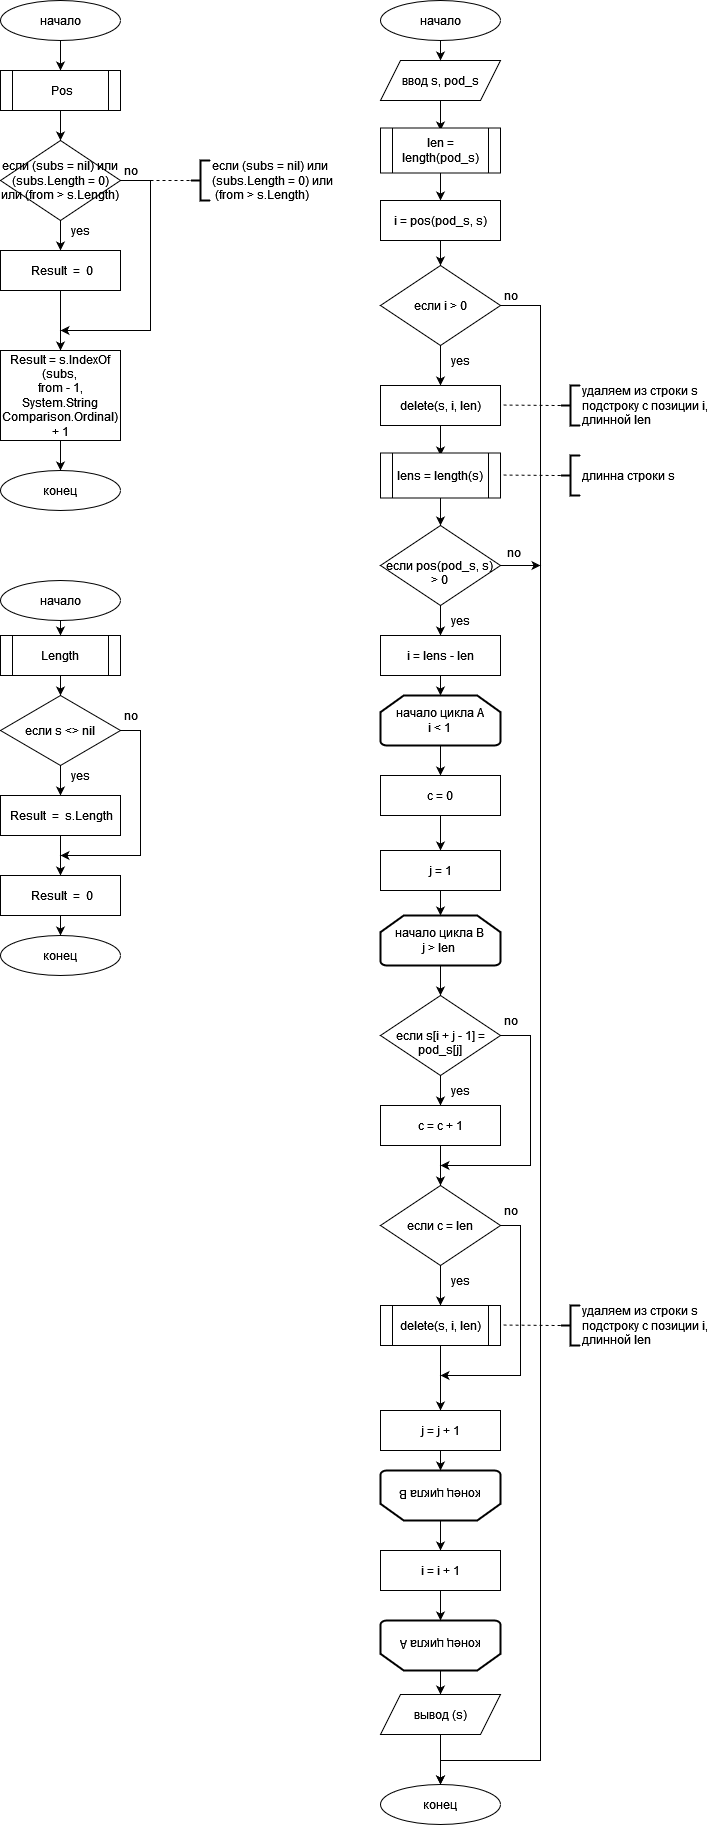 начало
Pos
если (subs = nil) или
(subs.Length = 0)
или (from > s.Length)
no
если (subs = nil) или
(subs.Length = 0) или
(from > s.Length)
yes
Result = 0
Result = s.IndexOf
(subs,
from - 1,
System.String
Comparison.Ordinal)
+ 1
конец
начало
Length
если s <> nil
no
yes
Result = s.Length
Result = 0
конец
начало
ввод s, pod_s
len =
length(pod_s)
i = pos(pod_s, s)
если i > 0
no
yes
delete(s, i, len)
удаляем из строки s
подстроку с позиции i,
длинной len
lens = length(s)
длинна строки s
если pos(pod_s, s)
> 0
no
yes
i = lens - len
начало цикла A
i < 1
c = 0
j = 1
начало цикла B
j > len
если s[i + j - 1] =
pod_s[j]
no
yes
c = c + 1
если c = len
no
yes
delete(s, i, len)
удаляем из строки s
подстроку с позиции i,
длинной len
j = j + 1
конец цикла B
i = i + 1
конец цикла A
вывод (s)
конец